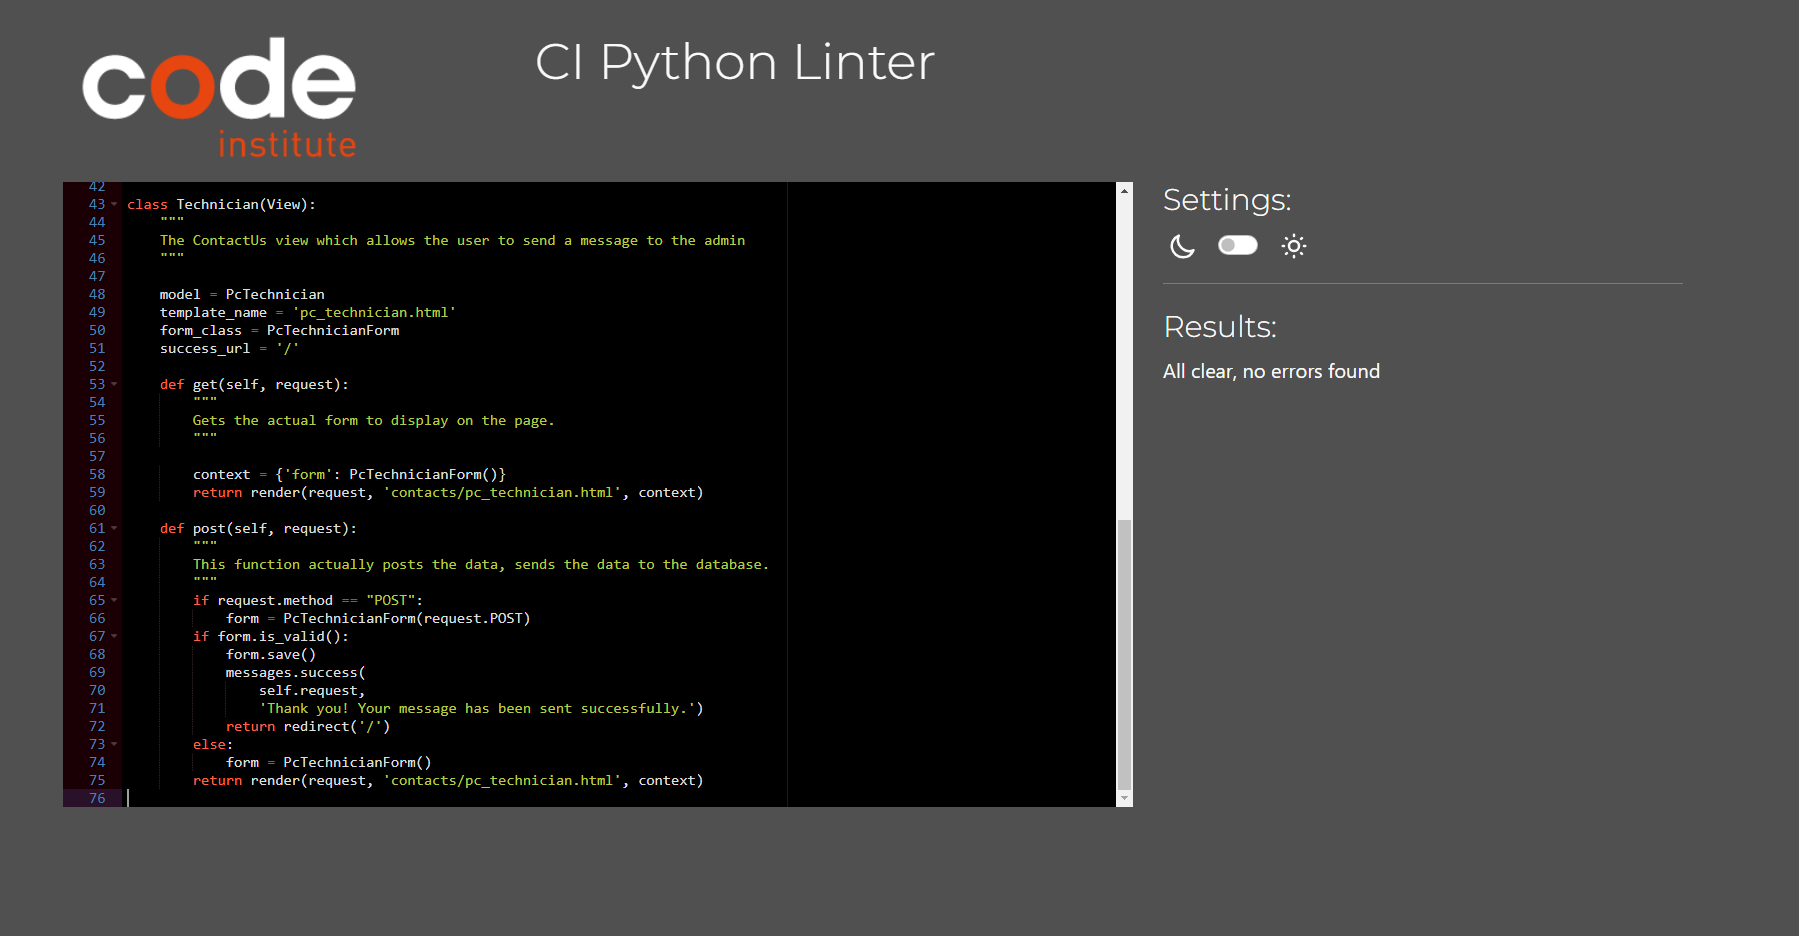 code
institute
CI Python Linter
42
43 class Technician(View):
44 """
45 The ContactUs view which allows the user to send a message to the admin
46 """
47
48 model = PcTechnician
49 template_name = 'pc_technician.html'
50 form_class = PcTechnicianForm
51 success_url = '/'
52
53 def get(self, request):
54 """
55 Gets the actual form to display on the page.
56 """
57
58 context = {'form': PcTechnicianForm()}
59 return render(request, 'contacts/pc_technician.html', context)
60
61 def post(self, request):
62 """
63 This function actually posts the data, sends the data to the database.
64 """
65 if request.method == "POST":
66 form = PcTechnicianForm(request.POST)
67 if form.is_valid():
68 form.save()
69 messages.success(
70 self.request,
71 'Thank you! Your message has been sent successfully.')
72 return redirect('/')
73 else:
74 form = PcTechnicianForm()
75 return render(request, 'contacts/pc_technician.html', context)
76
Settings:
Results:
All clear, no errors found